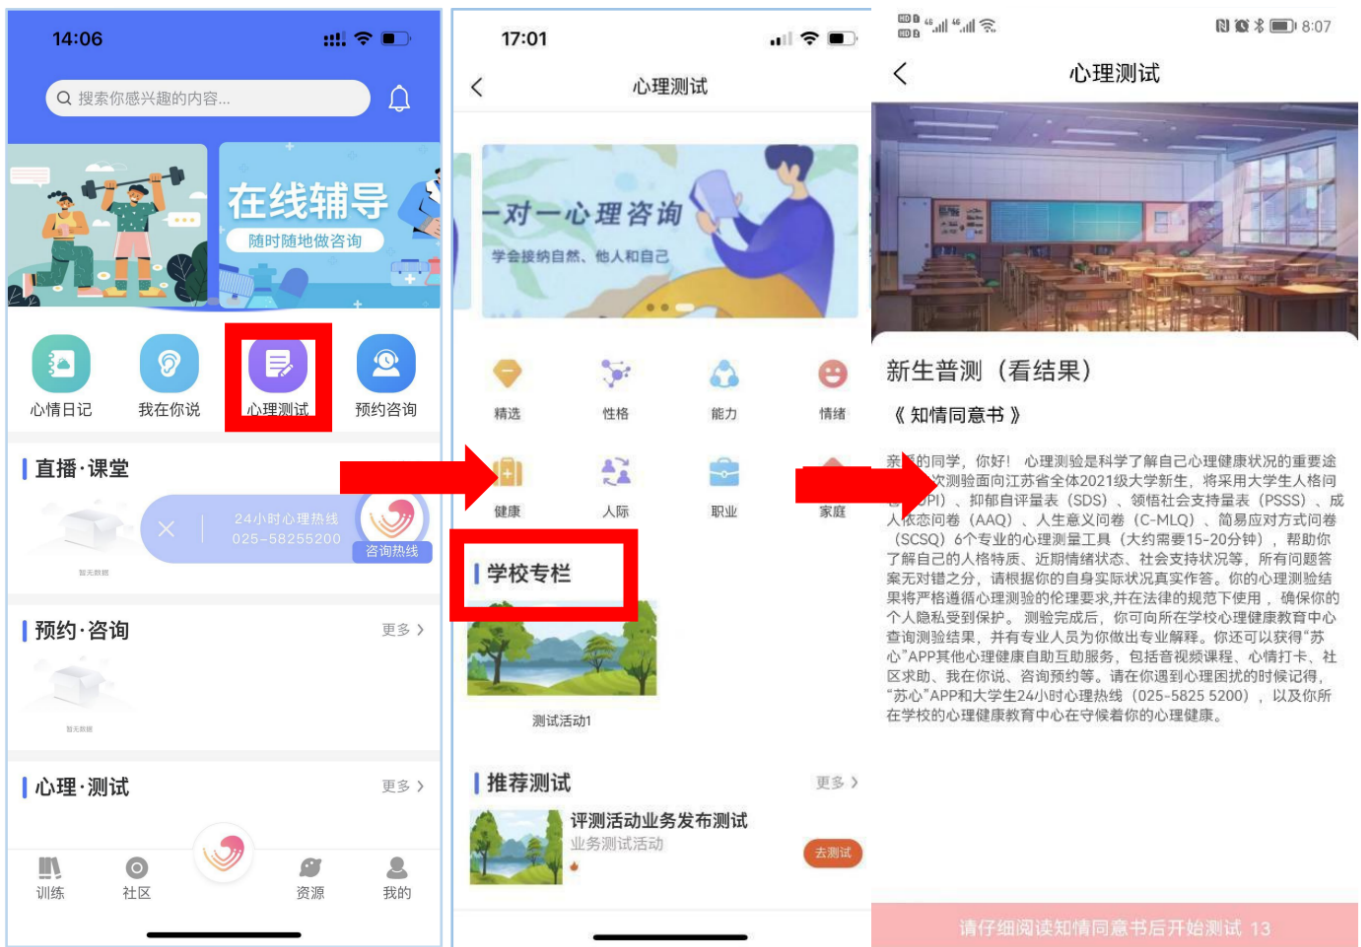 14:06
搜索你感兴趣的内容...
在线辅导
随时随地做咨询
心情日记
我在你说
心理测试
预约咨询
直播·课堂
24小时心理热线
025-58255200
咨询热线
暂无数据
预约·咨询
更多
暂无数据
心理·测试
更多
训练
社区
资源
我的
17:01
心理测试
一对一心理咨询
学会接纳自然、他人和自己
精选
性格
能力
情绪
健康
人际
职业
家庭
学校专栏
测试活动1
推荐测试
更多
评测活动业务发布测试
业务测试活动
去测试
HD
HD
8:07
心理测试
新生普测（看结果）
《 知情同意书 》
亲的同学，你好！ 心理测验是科学了解自己心理健康状况的重要途
次测验面向江苏省全体2021级大学新生，将采用大学生人格问
PI）、抑郁自评量表（SDS）、领悟社会支持量表（PSSS）、成
人依恋问卷（AAQ）、人生意义问卷（C-MLQ）、简易应对方式问卷
（SCSQ）6个专业的心理测量工具（大约需要15-20分钟），帮助你
了解自己的人格特质、近期情绪状态、社会支持状况等，所有问题答
案无对错之分，请根据你的自身实际状况真实作答。你的心理测验结
果将严格遵循心理测验的伦理要求,并在法律的规范下使用，确保你的
个人隐私受到保护。 测验完成后，你可向所在学校心理健康教育中心
查询测验结果，并有专业人员为你做出专业解释。你还可以获得“苏
心”APP其他心理健康自助互助服务，包括音视频课程、心情打卡、社
区求助、我在你说、咨询预约等。请在你遇到心理困扰的时候记得，
“苏心”APP和大学生24小时心理热线（025-5825 5200），以及你所
在学校的心理健康教育中心在守候着你的心理健康。
请仔细阅读知情同意书后开始测试 13